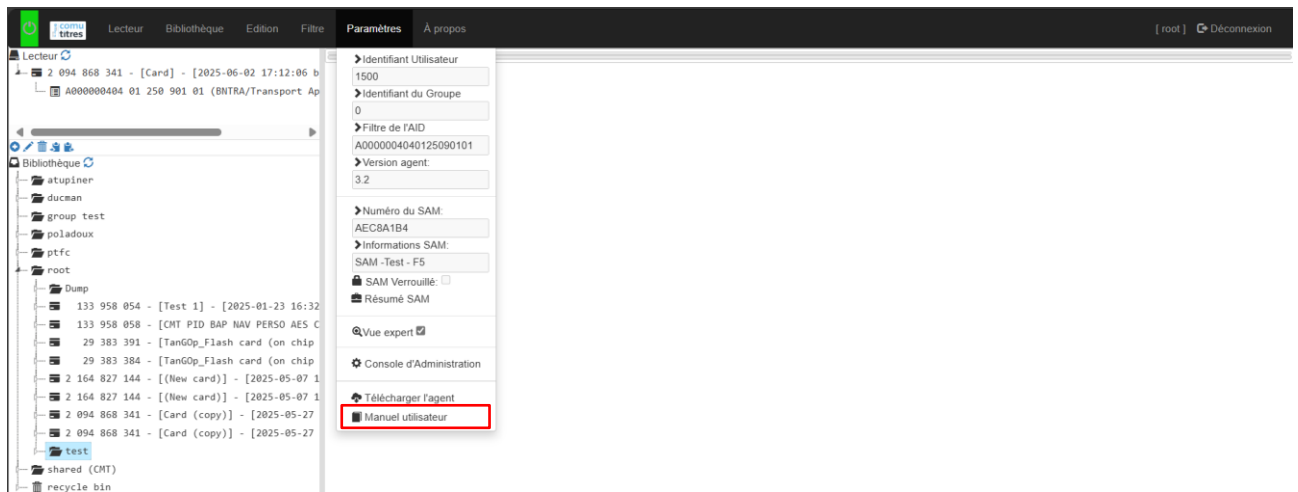 comu
titres
Lecteur Bibliothèque Edition Filtre Paramètres À propos [ root ] Déconnexion
Lecteur
2 094 868 341 - [Card] - [2025-06-02 17:12:06 b
A000000404 01 250 901 01 (BNTRA/Transport Ap
Bibliothèque
atupiner
ducman
group test
poladoux
ptfc
root
Dump
133 958 054 - [Test 1] - [2025-01-23 16:32
133 958 058 - [CMT PID BAP NAV PERSO AES C
29 383 391 - [TanGOp_Flash card (on chip
29 383 384 - [TanGOp_Flash card (on chip
2 164 827 144 - [(New card)] - [2025-05-07 1
2 164 827 144 - [(New card)] - [2025-05-07 1
2 094 868 341 - [Card (copy)] - [2025-05-27
2 094 868 341 - [Card (copy)] - [2025-05-27
test
shared (CMT)
recycle bin
Identifiant Utilisateur
1500
Identifiant du Groupe
0
Filtre de l'AID
A0000004040125090101
Version agent:
3.2
Numéro du SAM:
AEC8A1B4
Informations SAM:
SAM -Test - F5
SAM Verrouillé:
Résumé SAM
Vue expert
Console d'Administration
Télécharger l'agent
Manuel utilisateur